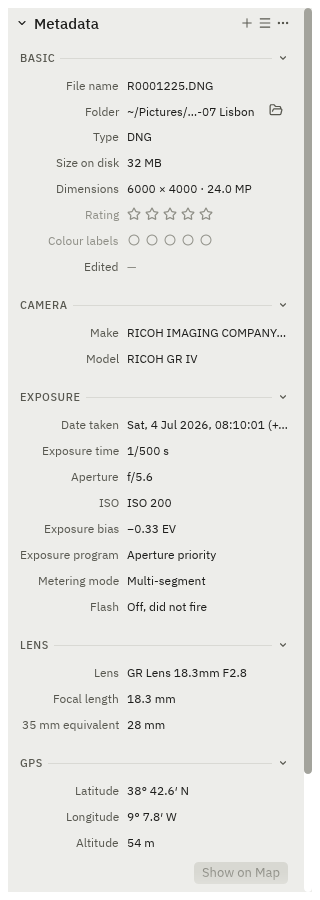 Metadata
BASIC
File name R0001225.DNG
Folder ~/Pictures/...-07 Lisbon
Type DNG
Size on disk 32 MB
Dimensions 6000 × 4000 · 24.0 MP
Rating
Colour labels
Edited —
CAMERA
Make RICOH IMAGING COMPANY...
Model RICOH GR IV
EXPOSURE
Date taken Sat, 4 Jul 2026, 08:10:01 (+...
Exposure time 1/500 s
Aperture f/5.6
ISO ISO 200
Exposure bias −0.33 EV
Exposure program Aperture priority
Metering mode Multi-segment
Flash Off, did not fire
LENS
Lens GR Lens 18.3mm F2.8
Focal length 18.3 mm
35 mm equivalent 28 mm
GPS
Latitude 38° 42.6′ N
Longitude 9° 7.8′ W
Altitude 54 m
Show on Map